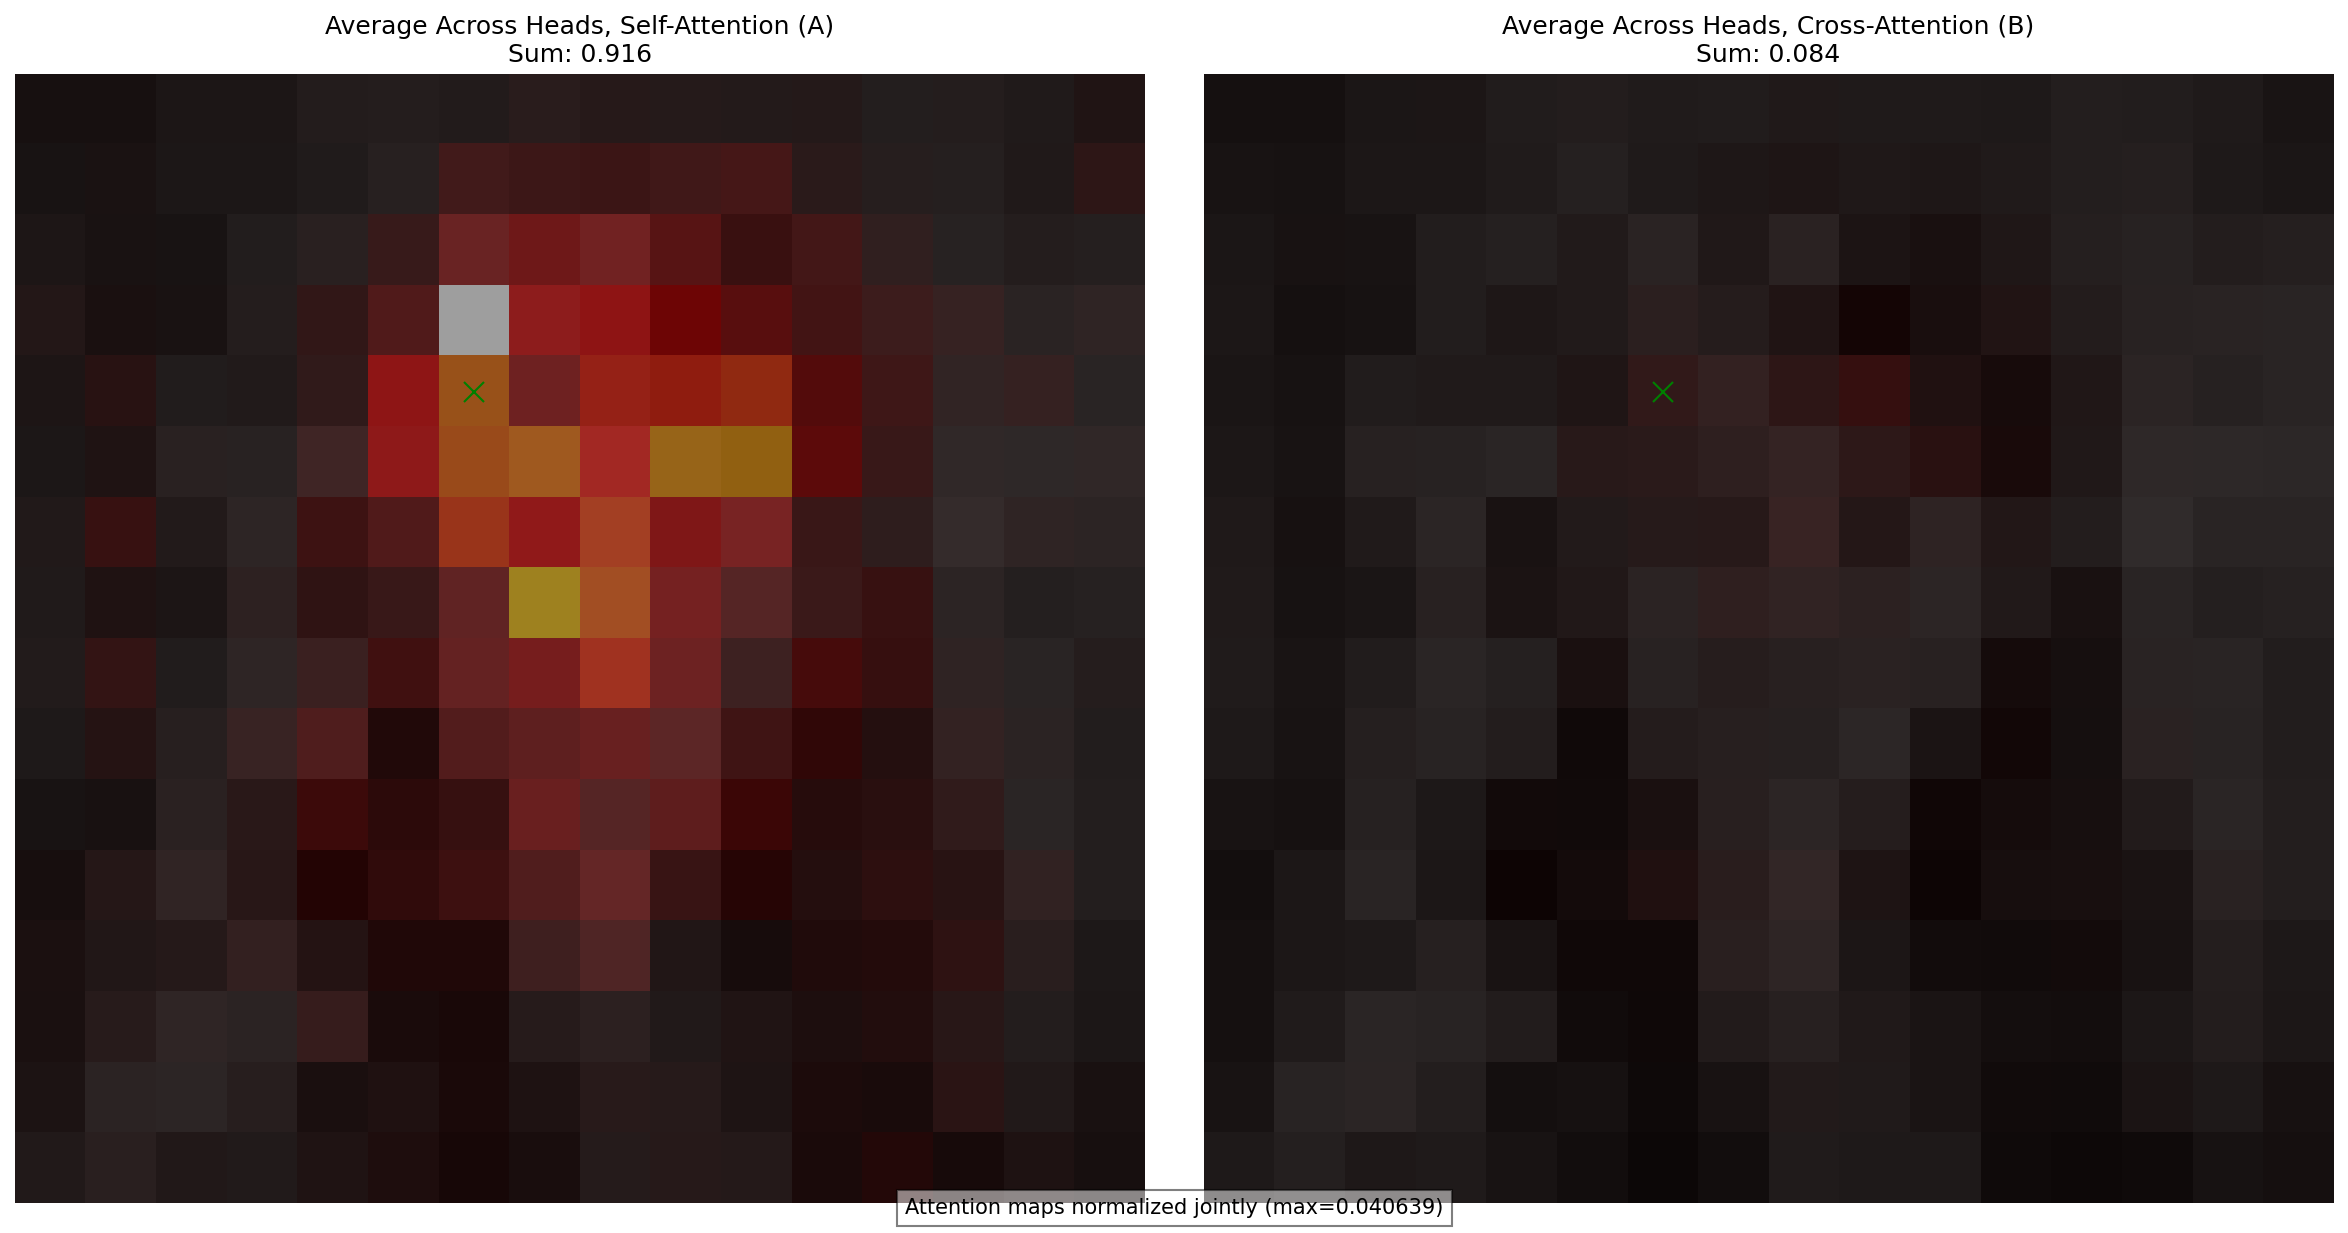 Average Across Heads, Self-Attention (A)
Sum: 0.916
Average Across Heads, Cross-Attention (B)
Sum: 0.084
Attention maps normalized jointly (max=0.040639)